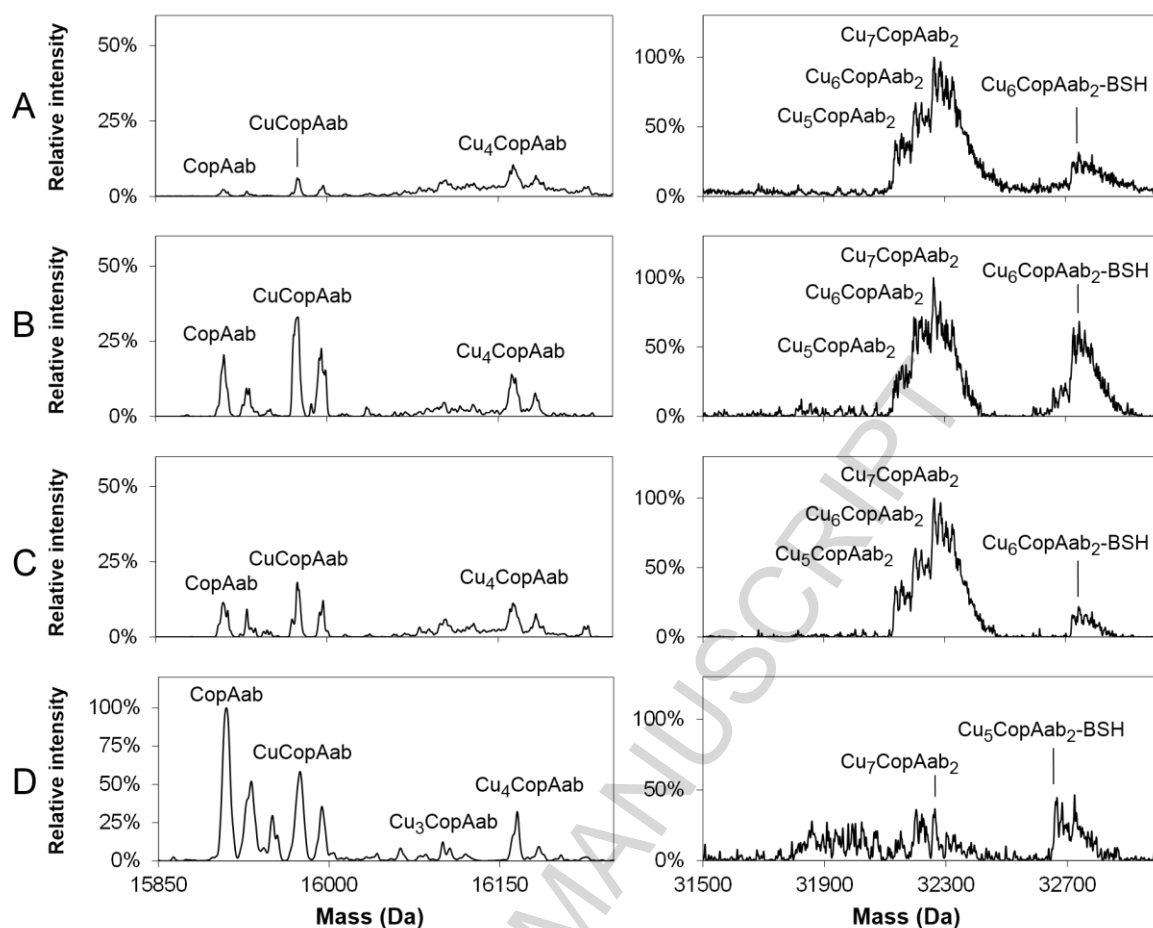 A
Relative intensity
50%
25%
0%
CopAab
CuCopAab
Cu₄CopAab
100%
50%
0%
Cu₇CopAab₂
Cu₆CopAab₂
Cu₅CopAab₂
Cu₆CopAab₂-BSH
B
Relative intensity
50%
25%
0%
CopAab
CuCopAab
Cu₄CopAab
100%
50%
0%
Cu₇CopAab₂
Cu₆CopAab₂
Cu₅CopAab₂
Cu₆CopAab₂-BSH
C
Relative intensity
50%
25%
0%
CopAab
CuCopAab
Cu₄CopAab
100%
50%
0%
Cu₇CopAab₂
Cu₆CopAab₂
Cu₅CopAab₂
Cu₆CopAab₂-BSH
D
Relative intensity
100%
75%
50%
25%
0%
CopAab
CuCopAab
Cu₃CopAab
Cu₄CopAab
15850 16000 16150
Mass (Da)
100%
50%
0%
Cu₇CopAab₂
Cu₅CopAab₂-BSH
31500 31900 32300 32700
Mass (Da)
MANUSCRIPT